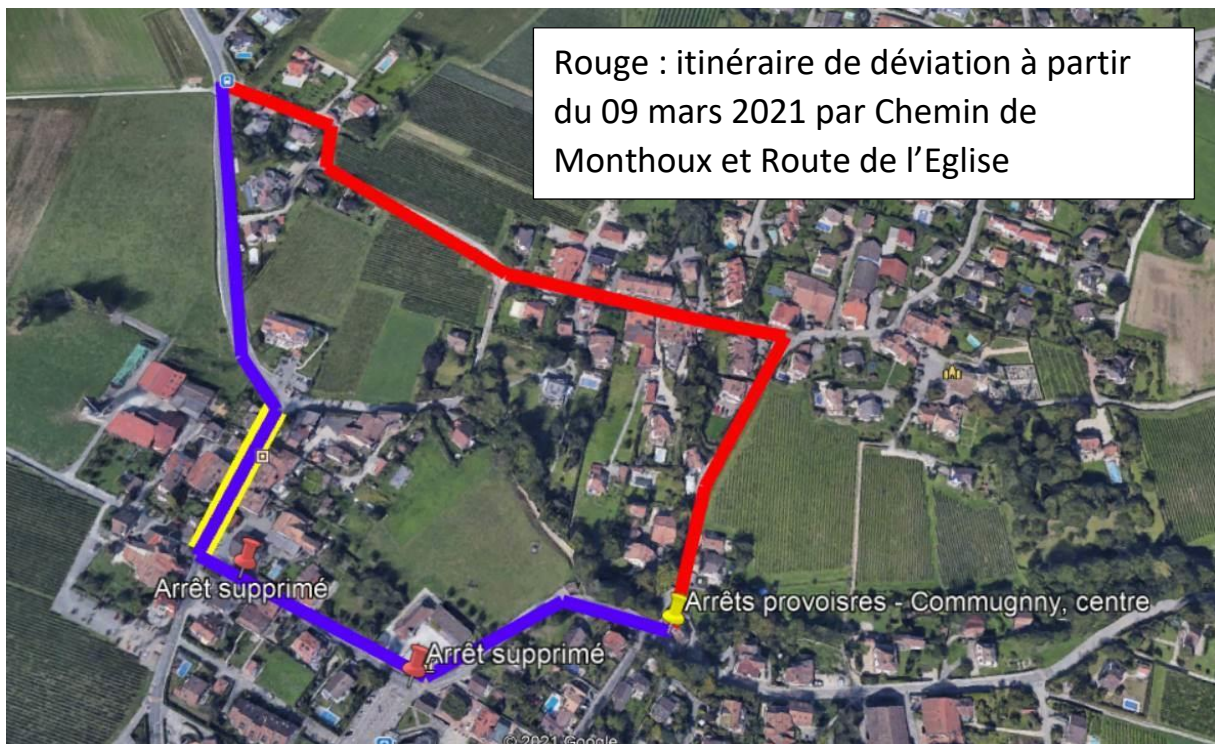 Rouge : itinéraire de déviation à partir
du 09 mars 2021 par Chemin de
Monthoux et Route de l’Eglise
Arrêt supprimé
Arrêts provoisres - Commugnny, centre
Arrêt supprimé
© 2021 Google